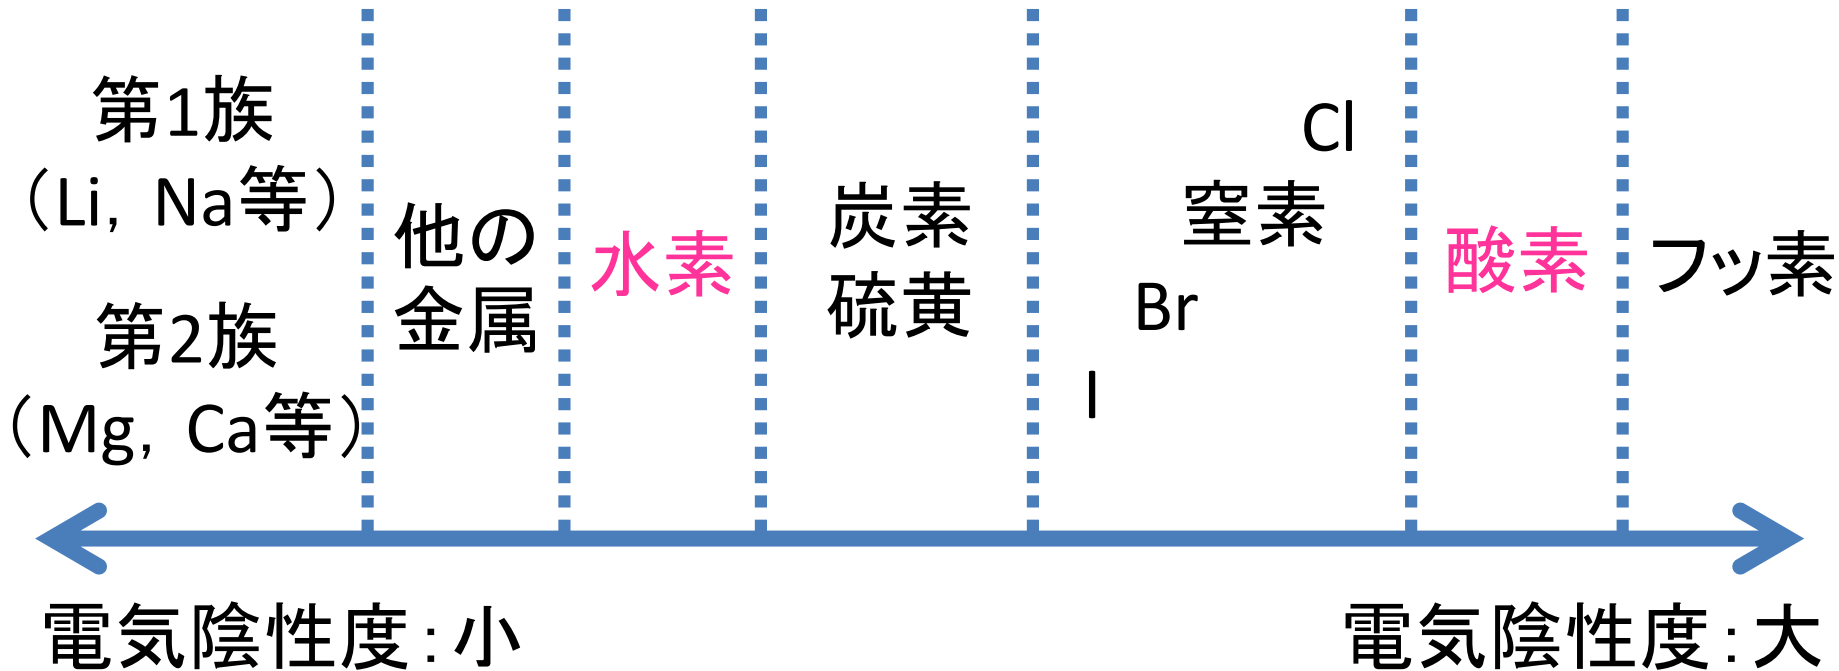 第1族
（Li, Na等）
第2族
（Mg, Ca等）
他の
金属
水素
炭素
硫黄
Cl
窒素
Br
I
酸素
フッ素
電気陰性度：小
電気陰性度：大